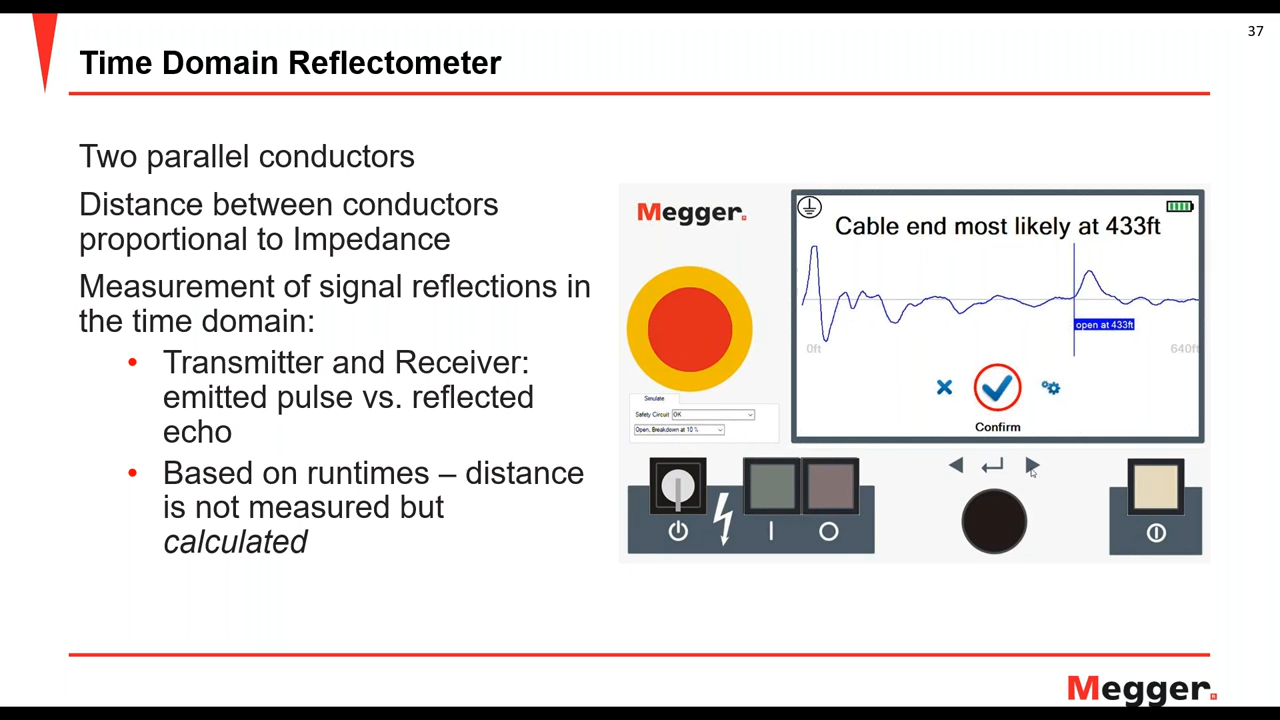 37
Time Domain Reflectometer
Two parallel conductors
Distance between conductors
proportional to Impedance
Measurement of signal reflections in
the time domain:
• Transmitter and Receiver:
emitted pulse vs. reflected
echo
• Based on runtimes – distance
is not measured but
calculated
Megger.
Cable end most likely at 433ft
open at 433ft
0ft
640ft
Confirm
Simulate
Safety Circuit: OK
Open, Breakdown at 10 %
Megger.